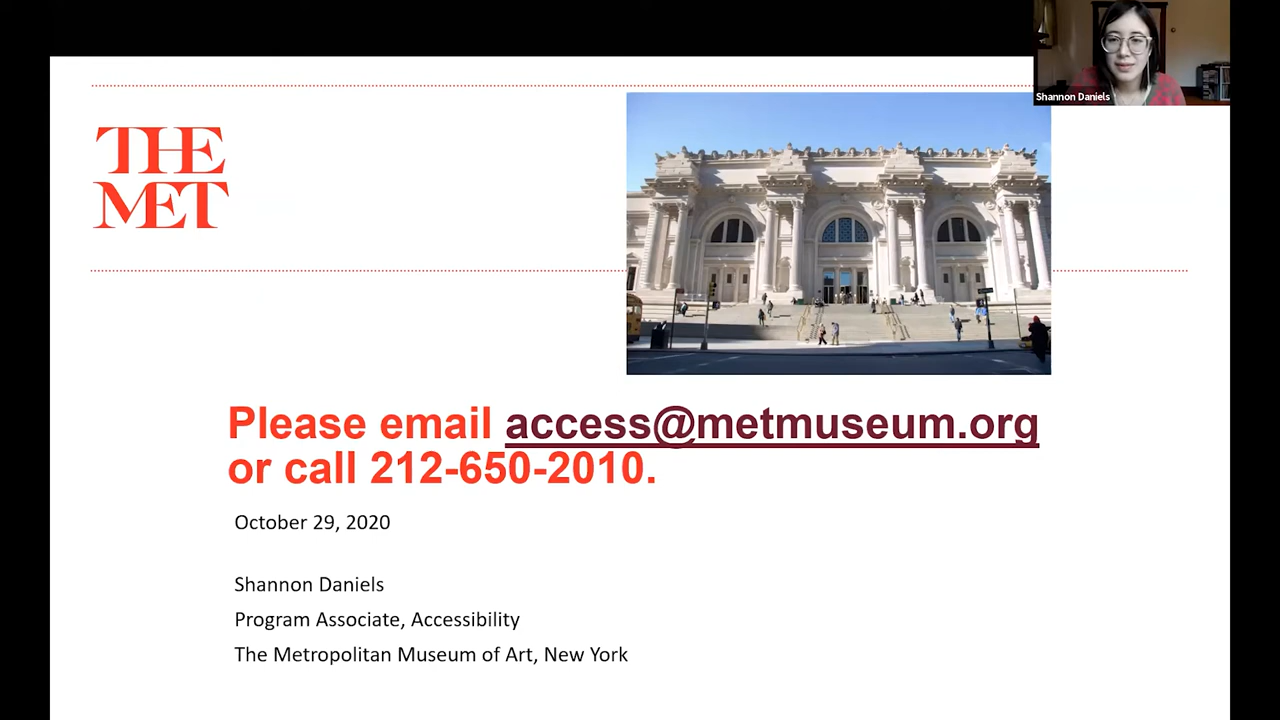 Shannon Daniels
THE
MET
Please email access@metmuseum.org
or call 212-650-2010.
October 29, 2020
Shannon Daniels
Program Associate, Accessibility
The Metropolitan Museum of Art, New York